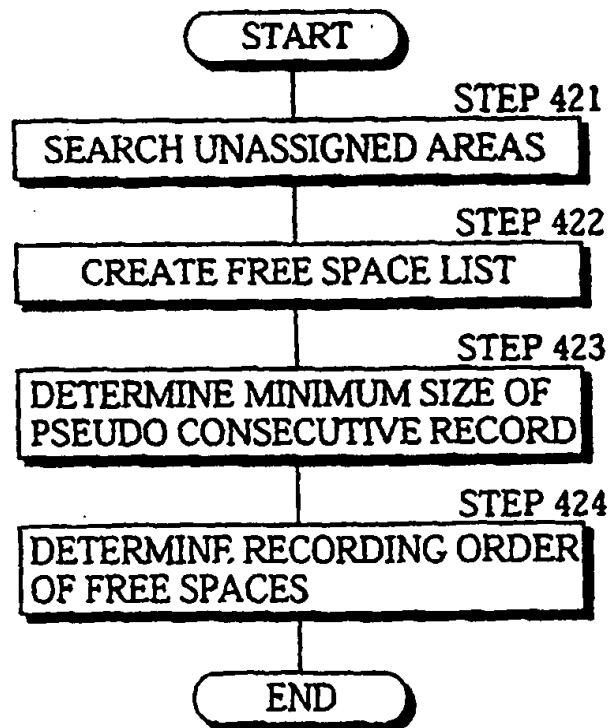 START
STEP 421
SEARCH UNASSIGNED AREAS
STEP 422
CREATE FREE SPACE LIST
STEP 423
DETERMINE MINIMUM SIZE OF
PSEUDO CONSECUTIVE RECORD
STEP 424
DETERMINE RECORDING ORDER
OF FREE SPACES
END